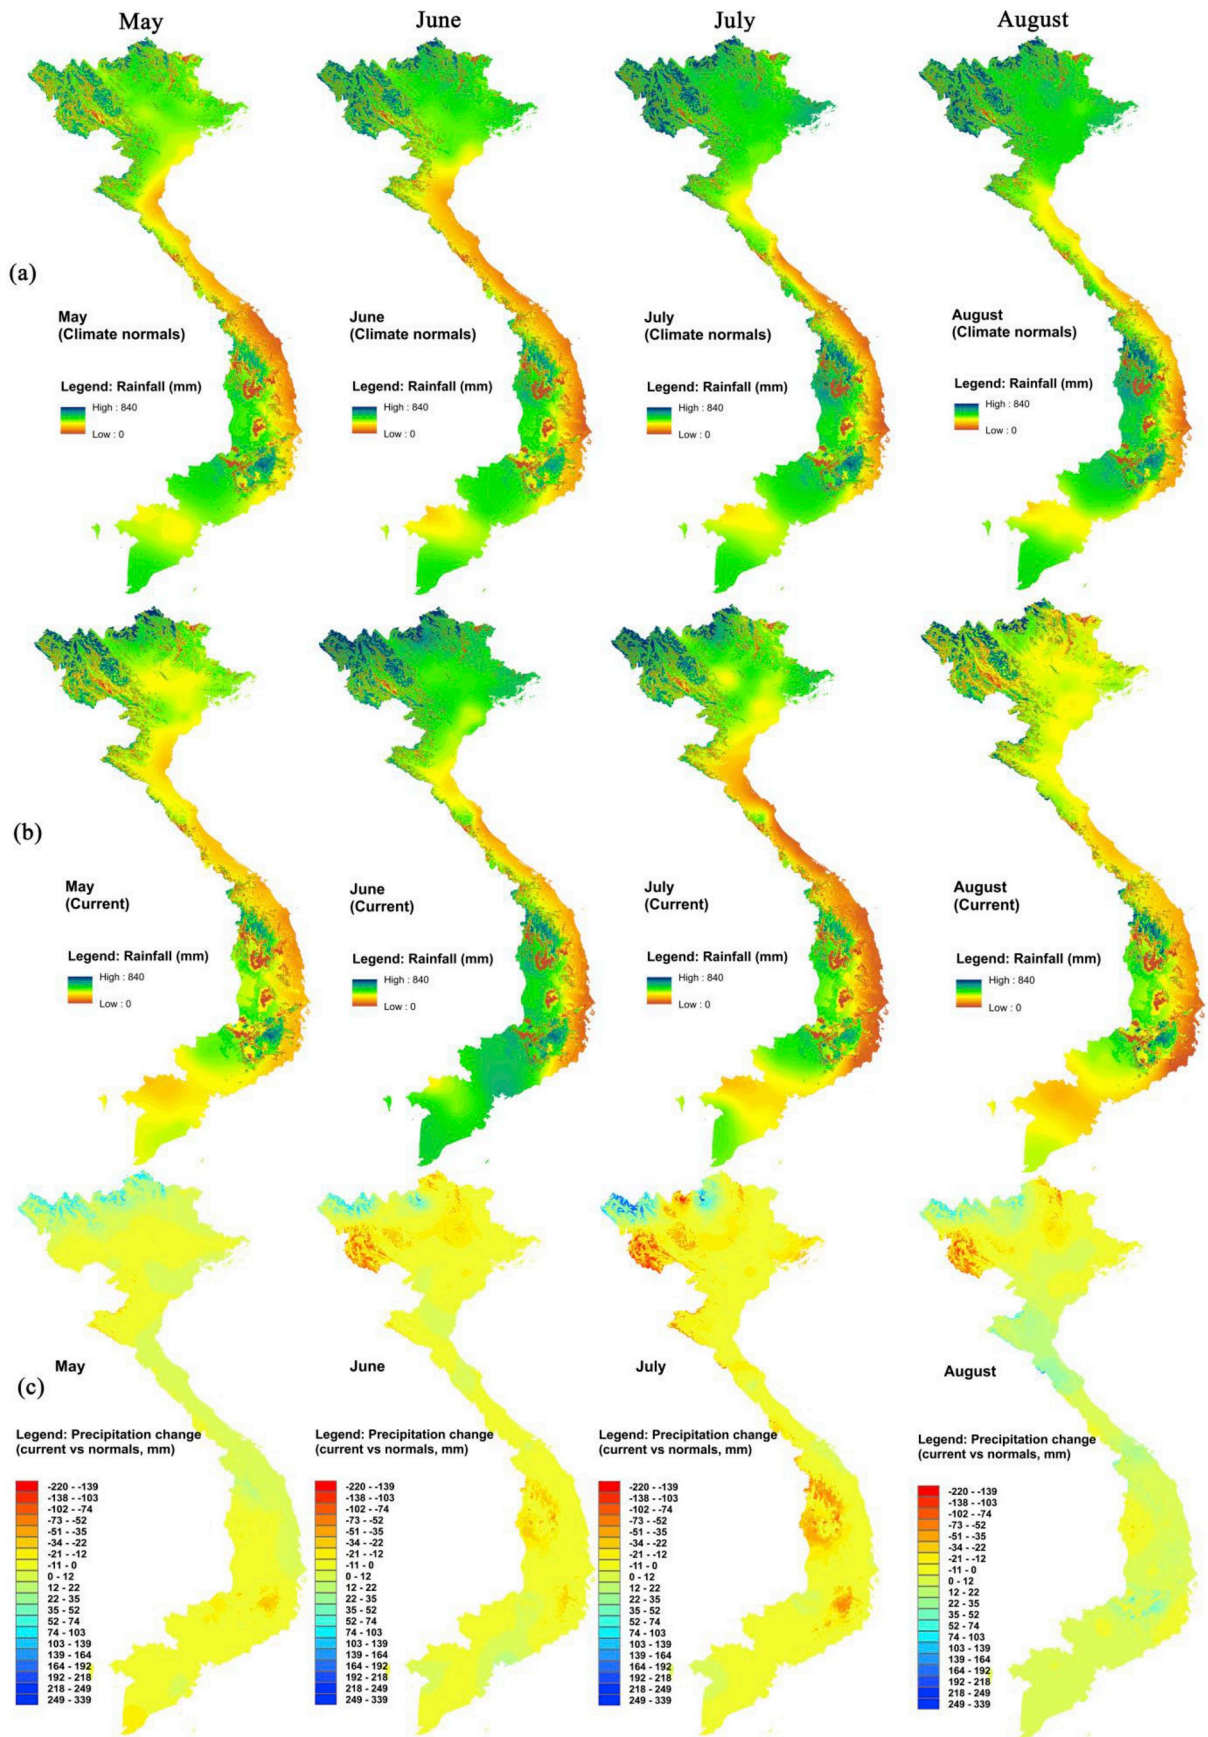 May
June
July
August
(a)
May
(Climate normals)
Legend: Rainfall (mm)
High : 840
Low : 0
June
(Climate normals)
Legend: Rainfall (mm)
High : 840
Low : 0
July
(Climate normals)
Legend: Rainfall (mm)
High : 840
Low : 0
August
(Climate normals)
Legend: Rainfall (mm)
High : 840
Low : 0
(b)
May
(Current)
Legend: Rainfall (mm)
High : 840
Low : 0
June
(Current)
Legend: Rainfall (mm)
High : 840
Low : 0
July
(Current)
Legend: Rainfall (mm)
High : 840
Low : 0
August
(Current)
Legend: Rainfall (mm)
High : 840
Low : 0
(c)
May
Legend: Precipitation change
(current vs normals, mm)
-220 - -139
-138 - -103
-102 - -74
-73 - -52
-51 - -35
-34 - -22
-21 - -12
-11 - 0
0 - 12
12 - 22
22 - 35
35 - 52
52 - 74
74 - 103
103 - 139
139 - 164
164 - 192
192 - 218
218 - 249
249 - 339
June
Legend: Precipitation change
(current vs normals, mm)
-220 - -139
-138 - -103
-102 - -74
-73 - -52
-51 - -35
-34 - -22
-21 - -12
-11 - 0
0 - 12
12 - 22
22 - 35
35 - 52
52 - 74
74 - 103
103 - 139
139 - 164
164 - 192
192 - 218
218 - 249
249 - 339
July
Legend: Precipitation change
(current vs normals, mm)
-220 - -139
-138 - -103
-102 - -74
-73 - -52
-51 - -35
-34 - -22
-21 - -12
-11 - 0
0 - 12
12 - 22
22 - 35
35 - 52
52 - 74
74 - 103
103 - 139
139 - 164
164 - 192
192 - 218
218 - 249
249 - 339
August
Legend: Precipitation change
(current vs normals, mm)
-220 - -139
-138 - -103
-102 - -74
-73 - -52
-51 - -35
-34 - -22
-21 - -12
-11 - 0
0 - 12
12 - 22
22 - 35
35 - 52
52 - 74
74 - 103
103 - 139
139 - 164
164 - 192
192 - 218
218 - 249
249 - 339